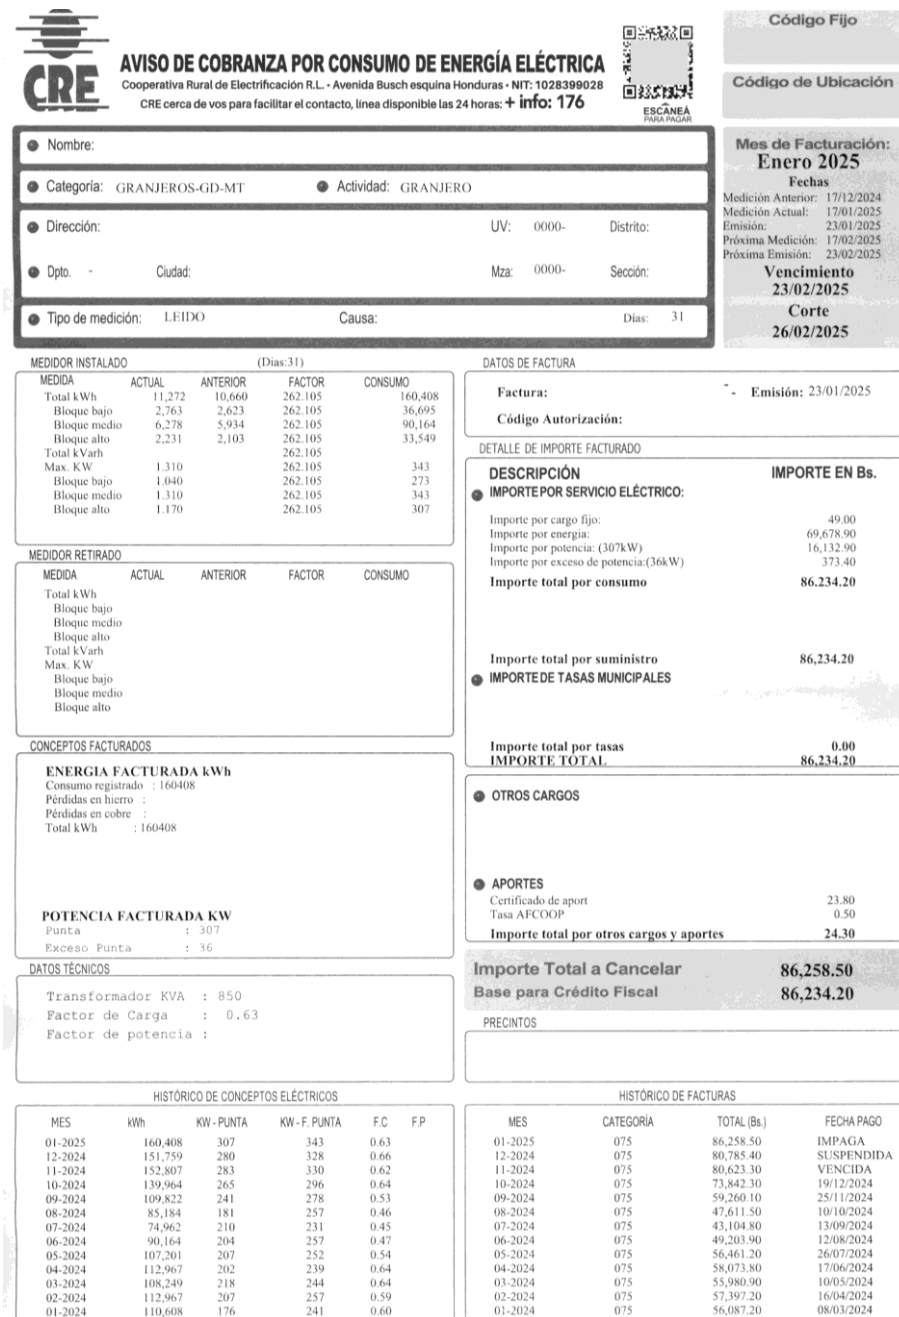 CRE
AVISO DE COBRANZA POR CONSUMO DE ENERGÍA ELÉCTRICA
Cooperativa Rural de Electrificación R.L. • Avenida Busch esquina Honduras • NIT: 1028399028
CRE cerca de vos para facilitar el contacto, línea disponible las 24 horas: + info: 176
ESCANEÁ
PARA PAGAR
Código Fijo
Código de Ubicación
Mes de Facturación:
Enero 2025
Fechas
Medición Anterior: 17/12/2024
Medición Actual: 17/01/2025
Emisión: 23/01/2025
Próxima Medición: 17/02/2025
Próxima Emisión: 23/02/2025
Vencimiento
23/02/2025
Corte
26/02/2025
Nombre:
Categoría: GRANJEROS-GD-MT Actividad: GRANJERO
Dirección: UV: 0000- Distrito:
Dpto. - Ciudad: Mza: 0000- Sección:
Tipo de medición: LEIDO Causa: Dias: 31
MEDIDOR INSTALADO (Dias:31)
MEDIDA ACTUAL ANTERIOR FACTOR CONSUMO
Total kWh 11,272 10,660 262.105 160,408
Bloque bajo 2,763 2,623 262.105 36,695
Bloque medio 6,278 5,934 262.105 90,164
Bloque alto 2,231 2,103 262.105 33,549
Total kVarh 262.105
Max. KW 1.310 262.105 343
Bloque bajo 1.040 262.105 273
Bloque medio 1.310 262.105 343
Bloque alto 1.170 262.105 307
MEDIDOR RETIRADO
MEDIDA ACTUAL ANTERIOR FACTOR CONSUMO
Total kWh
Bloque bajo
Bloque medio
Bloque alto
Total kVarh
Max. KW
Bloque bajo
Bloque medio
Bloque alto
CONCEPTOS FACTURADOS
ENERGIA FACTURADA kWh
Consumo registrado : 160408
Pérdidas en hierro :
Pérdidas en cobre :
Total kWh : 160408
POTENCIA FACTURADA KW
Punta : 307
Exceso Punta : 36
DATOS TÉCNICOS
Transformador KVA : 850
Factor de Carga : 0.63
Factor de potencia :
DATOS DE FACTURA
Factura: - - Emisión: 23/01/2025
Código Autorización:
DETALLE DE IMPORTE FACTURADO
DESCRIPCIÓN IMPORTE EN Bs.
IMPORTE POR SERVICIO ELÉCTRICO:
Importe por cargo fijo: 49.00
Importe por energia: 69,678.90
Importe por potencia: (307kW) 16,132.90
Importe por exceso de potencia:(36kW) 373.40
Importe total por consumo 86.234.20
Importe total por suministro 86,234.20
IMPORTE DE TASAS MUNICIPALES
Importe total por tasas 0.00
IMPORTE TOTAL 86,234.20
OTROS CARGOS
APORTES
Certificado de aport 23.80
Tasa AFCOOP 0.50
Importe total por otros cargos y aportes 24.30
Importe Total a Cancelar 86,258.50
Base para Crédito Fiscal 86,234.20
PRECINTOS
HISTÓRICO DE CONCEPTOS ELÉCTRICOS
MES kWh KW - PUNTA KW - F. PUNTA F.C F.P
01-2025 160,408 307 343 0.63
12-2024 151,759 280 328 0.66
11-2024 152,807 283 330 0.62
10-2024 139,964 265 296 0.64
09-2024 109,822 241 278 0.53
08-2024 85,184 181 257 0.46
07-2024 74,962 210 231 0.45
06-2024 90,164 204 257 0.47
05-2024 107,201 207 252 0.54
04-2024 112,967 202 239 0.64
03-2024 108,249 218 244 0.64
02-2024 112,967 207 257 0.59
01-2024 110,608 176 241 0.60
HISTÓRICO DE FACTURAS
MES CATEGORÍA TOTAL (Bs.) FECHA PAGO
01-2025 075 86,258.50 IMPAGA
12-2024 075 80,785.40 SUSPENDIDA
11-2024 075 80,623.30 VENCIDA
10-2024 075 73,842.30 19/12/2024
09-2024 075 59,260.10 25/11/2024
08-2024 075 47,611.50 10/10/2024
07-2024 075 43,104.80 13/09/2024
06-2024 075 49,203.90 12/08/2024
05-2024 075 56,461.20 26/07/2024
04-2024 075 58,073.80 17/06/2024
03-2024 075 55,980.90 10/05/2024
02-2024 075 57,397.20 16/04/2024
01-2024 075 56,087.20 08/03/2024